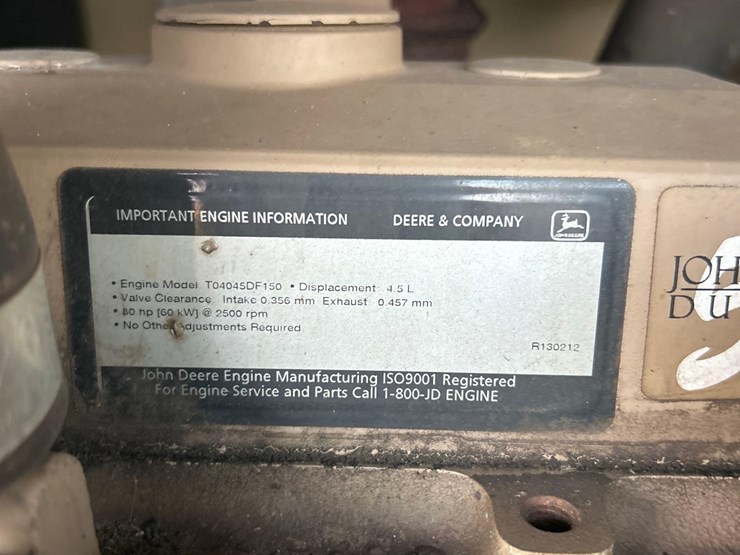 IMPORTANT ENGINE INFORMATION DEERE & COMPANY
JOHN DEERE
• Engine Model T04045DF150 • Displacement 4.5 L
• Valve Clearance, Intake 0.356 mm Exhaust 0.457 mm
• 80 hp [60 kW] @ 2500 rpm
• No Other Adjustments Required
R130212
John Deere Engine Manufacturing ISO9001 Registered
For Engine Service and Parts Call 1-800-JD ENGINE
JOH
DU